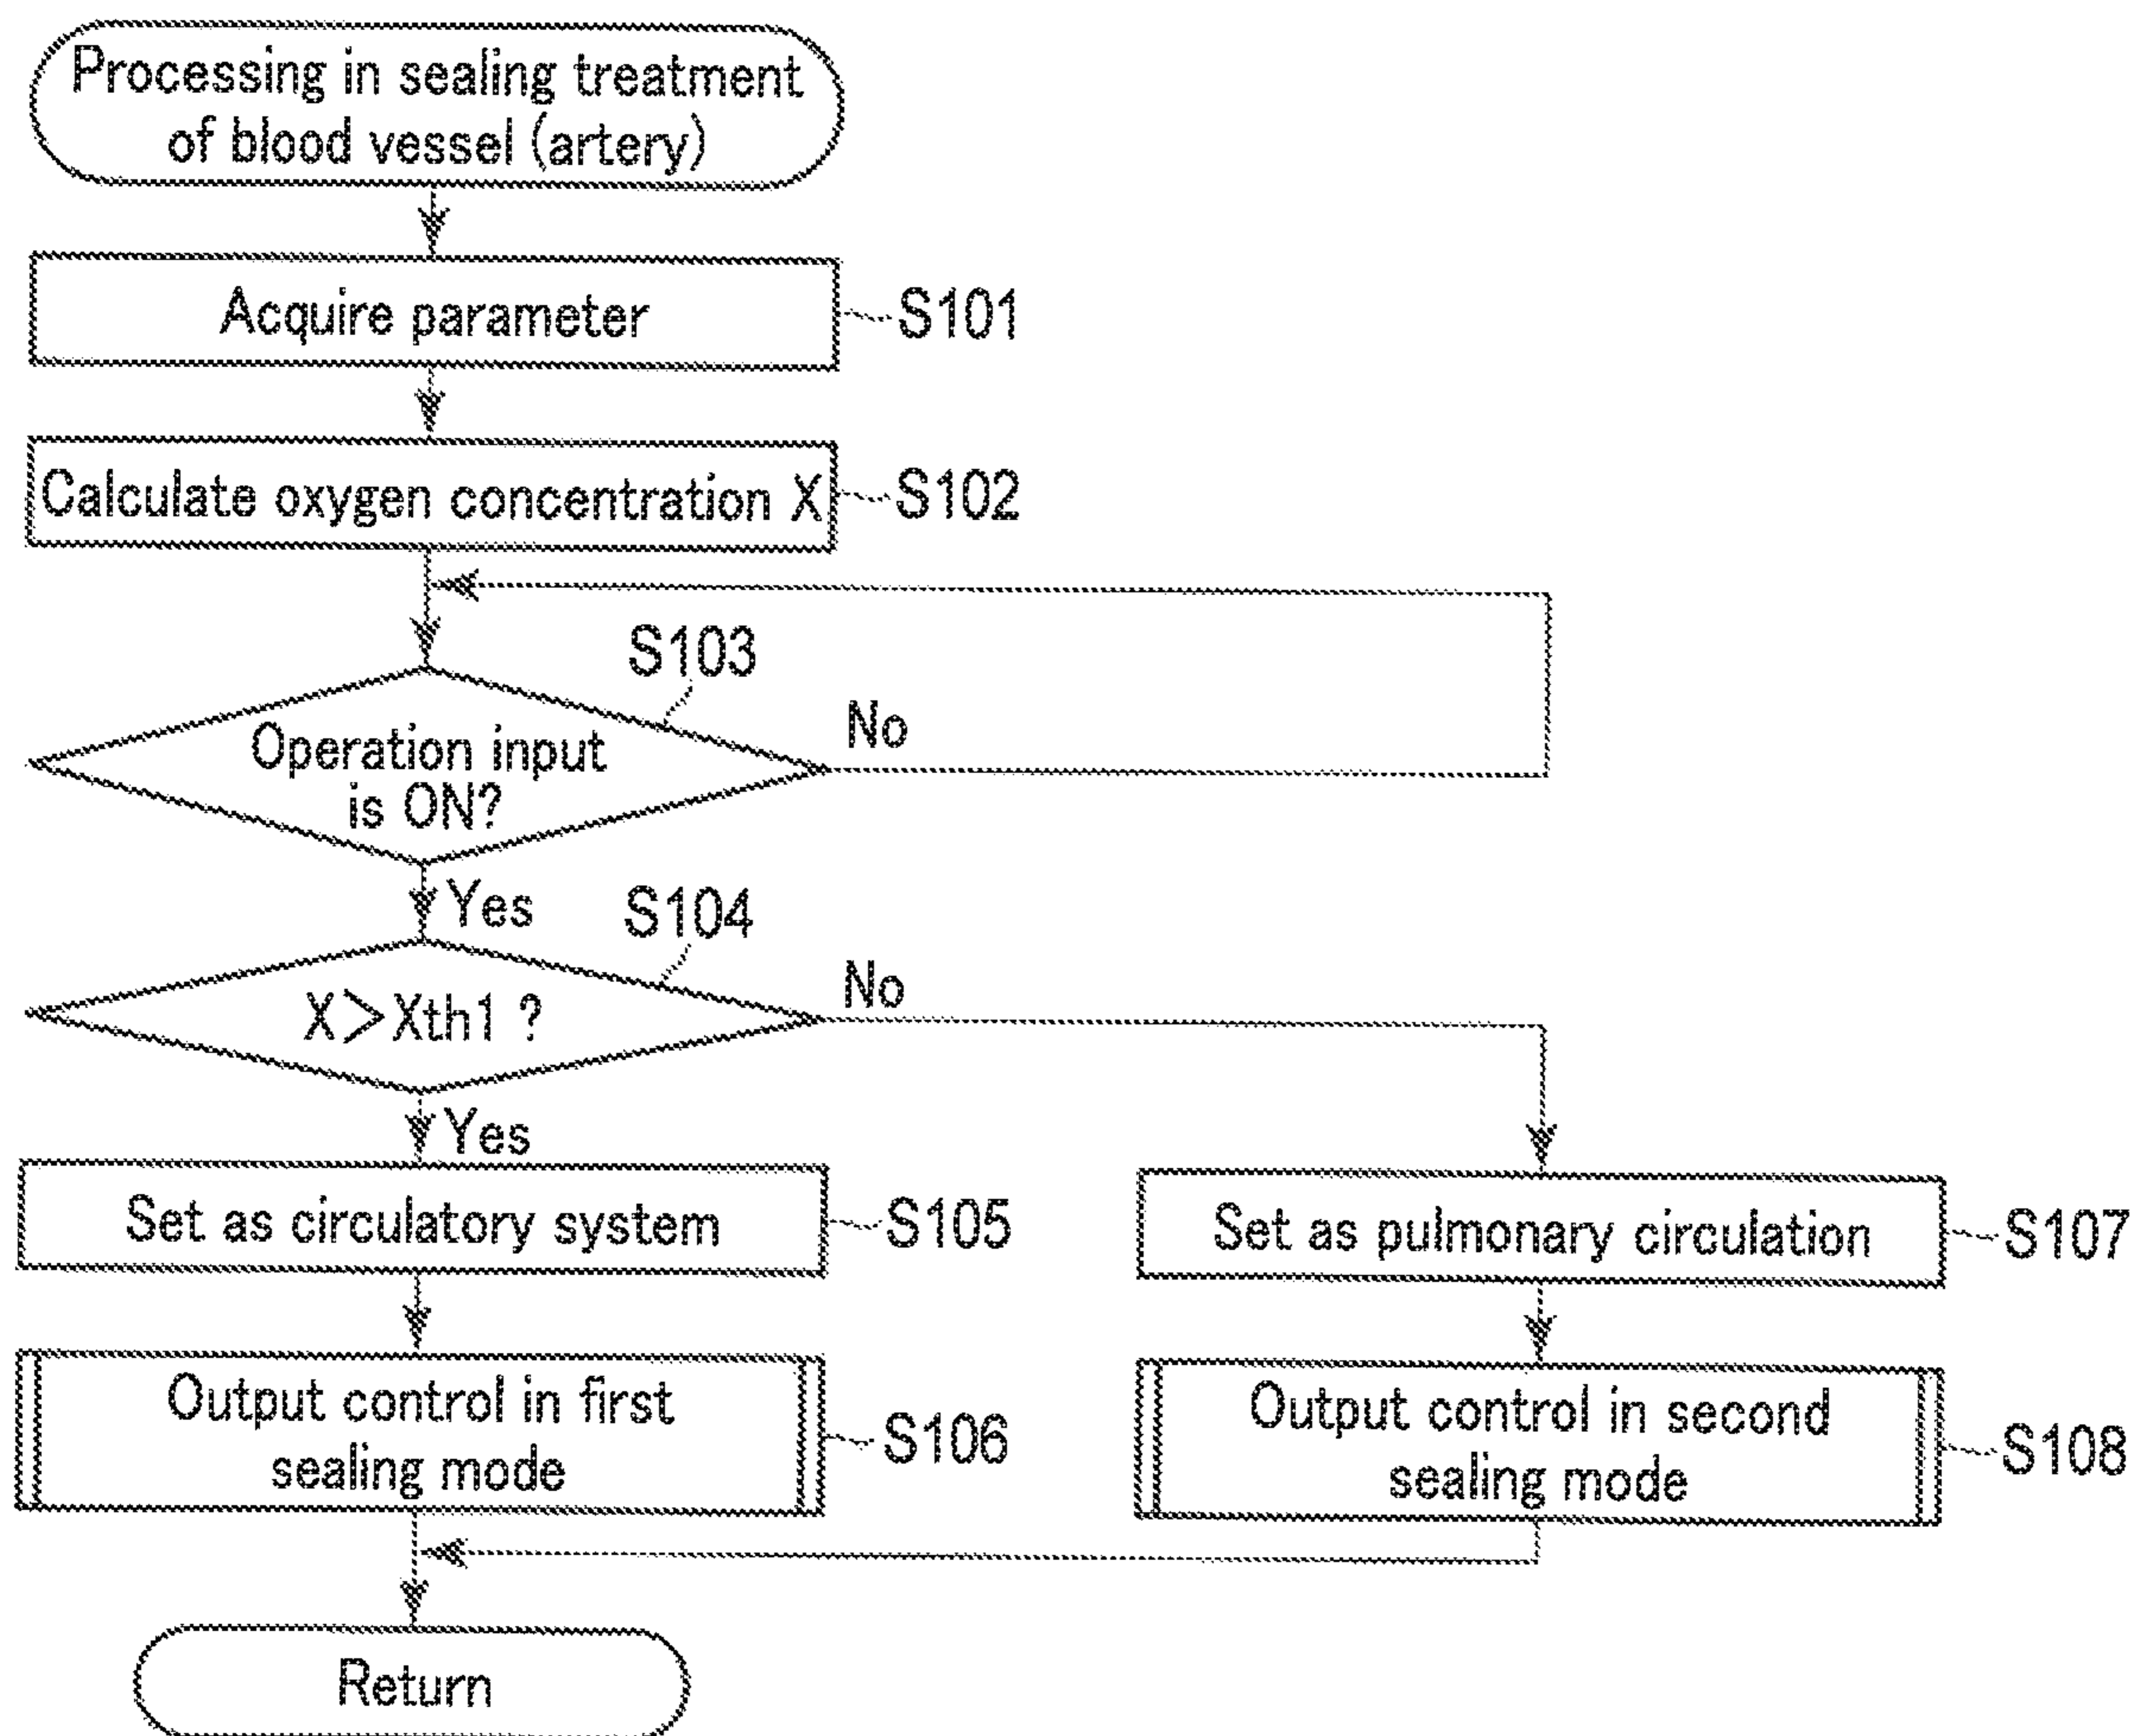 Processing in sealing treatment
of blood vessel (artery)
Acquire parameter
S101
Calculate oxygen concentration X
S102
S103
Operation input
is ON?
No
Yes
S104
X>Xth1 ?
No
Yes
Set as circulatory system
S105
Set as pulmonary circulation
S107
Output control in first
sealing mode
S106
Output control in second
sealing mode
S108
Return